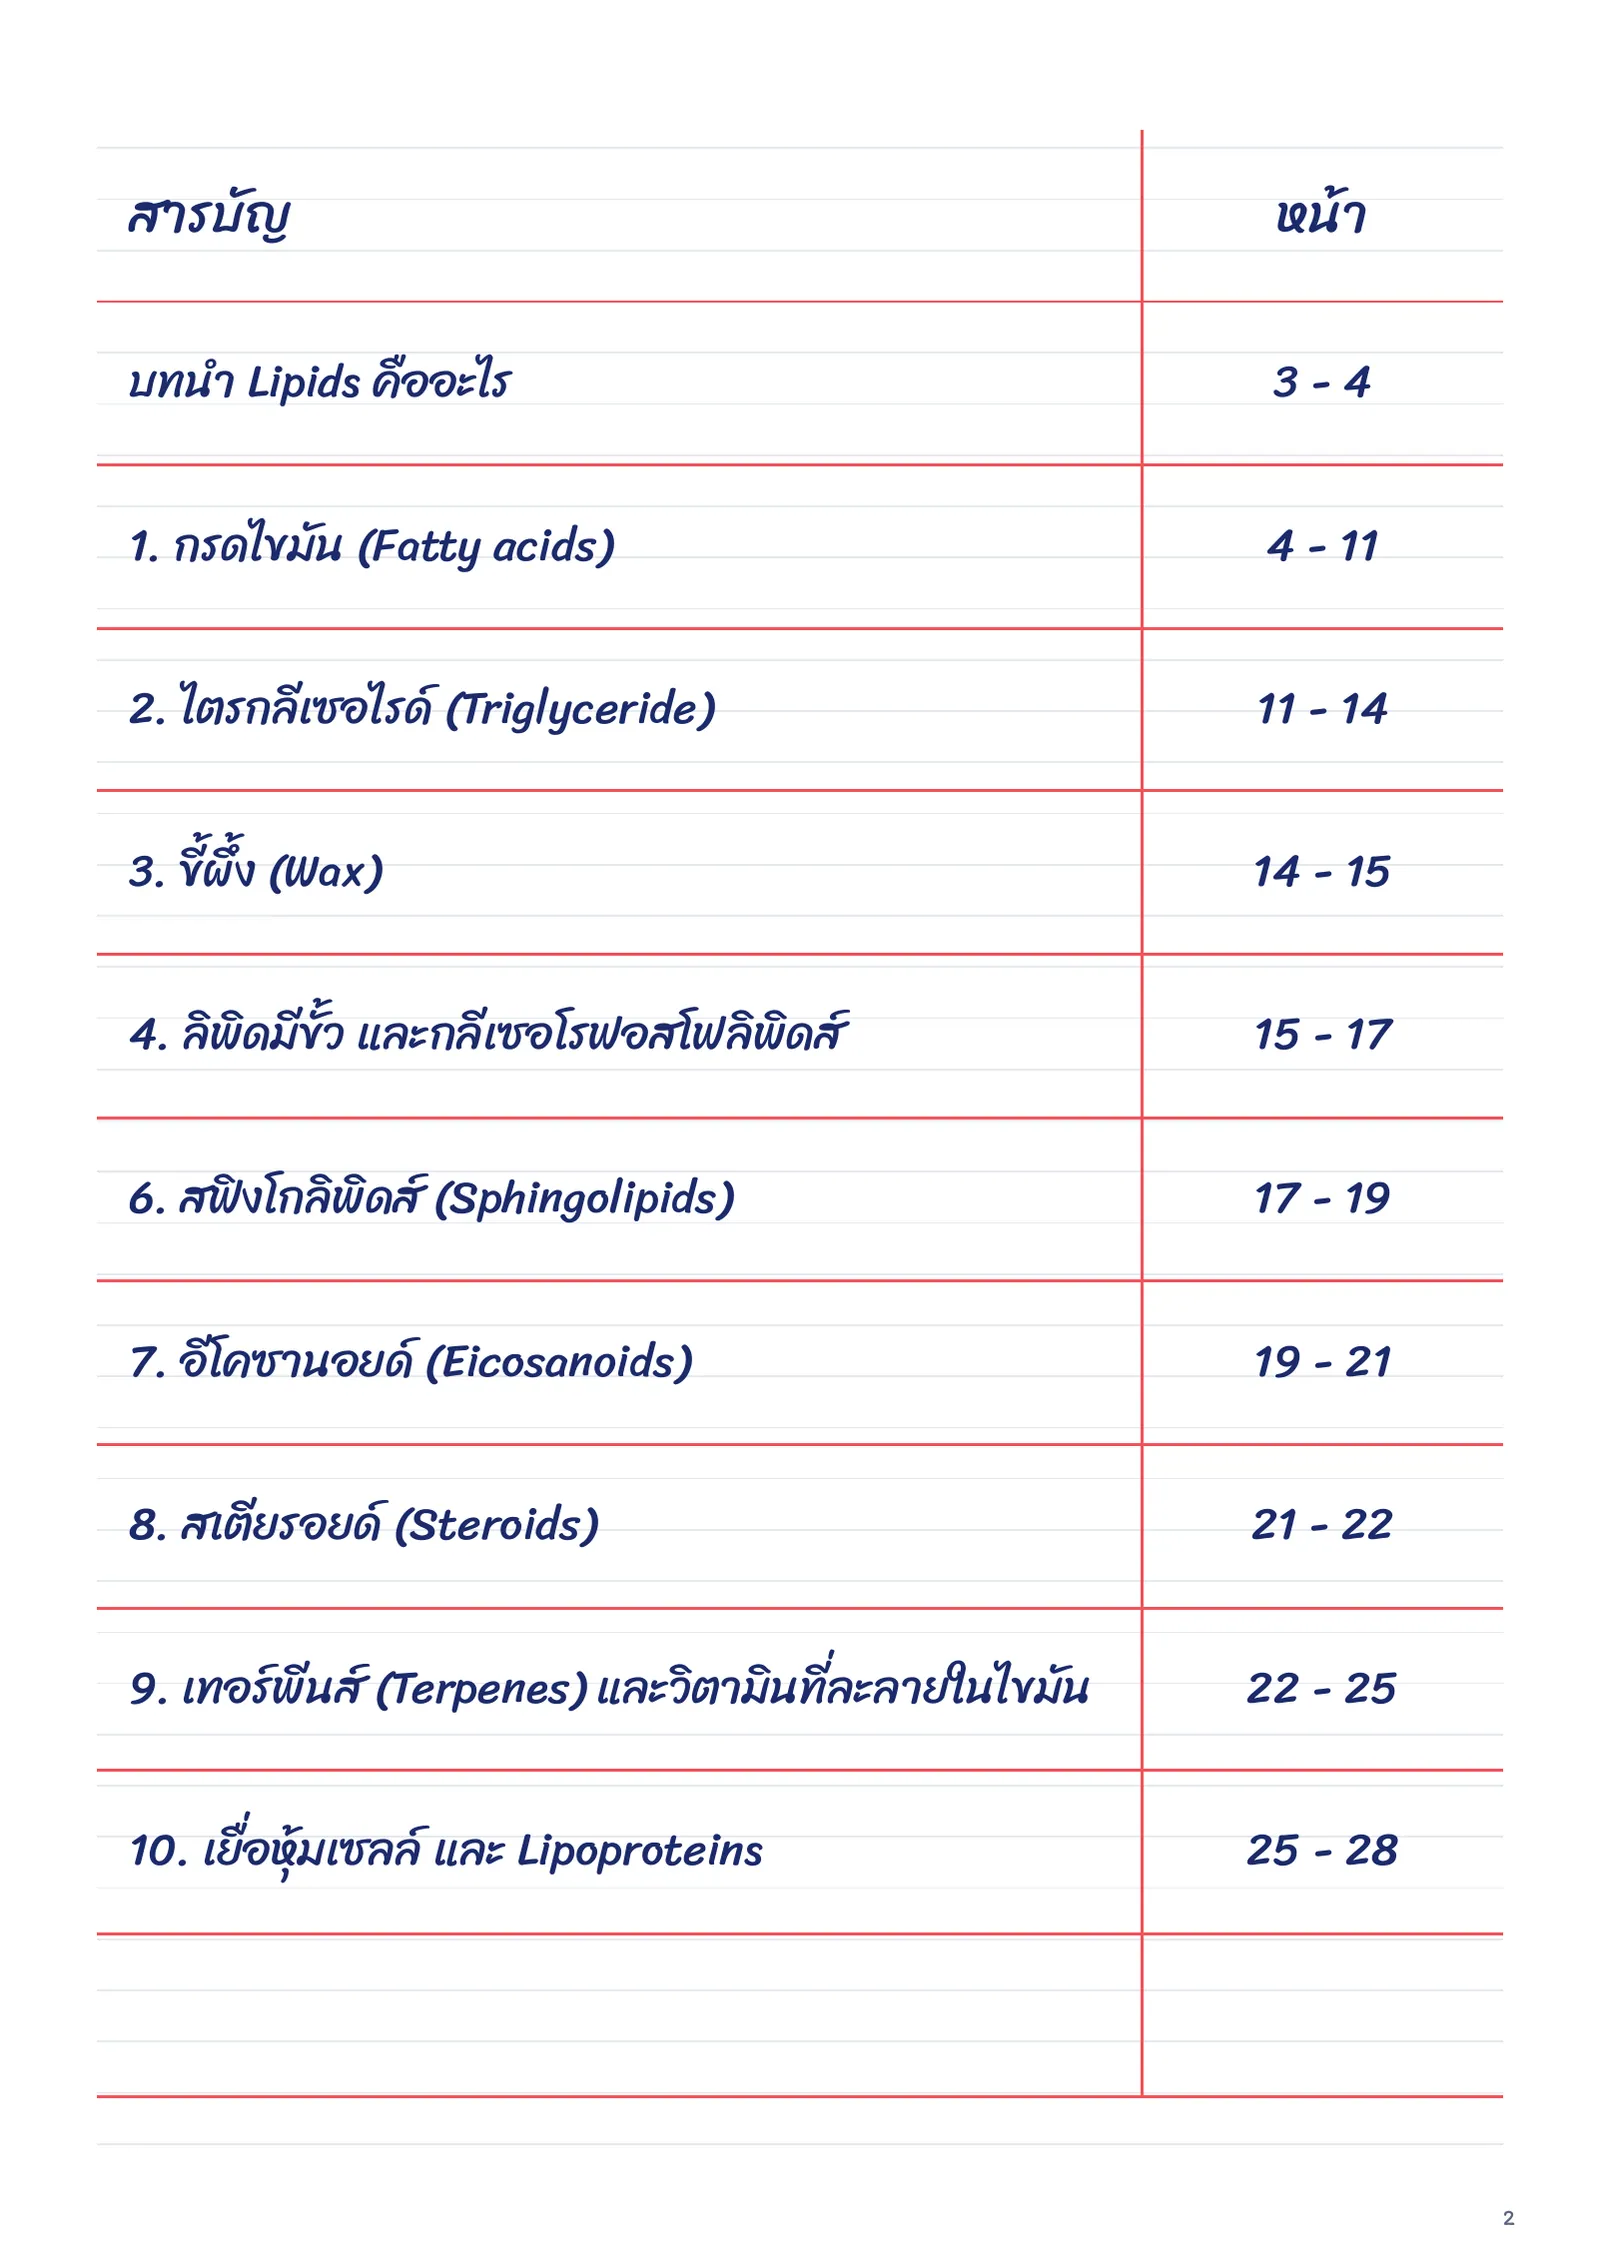 สารบัญ หน้า
บทนำ Lipids คืออะไร 3 - 4
1. กรดไขมัน (Fatty acids) 4 - 11
2. ไตรกลีเซอไรด์ (Triglyceride) 11 - 14
3. ขี้ผึ้ง (Wax) 14 - 15
4. ลิพิดมีขั้ว และกลีเซอโรฟอสโฟลิพิดส์ 15 - 17
6. สฟิงโกลิพิดส์ (Sphingolipids) 17 - 19
7. อีโคซานอยด์ (Eicosanoids) 19 - 21
8. สเตียรอยด์ (Steroids) 21 - 22
9. เทอร์พีนส์ (Terpenes) และวิตามินที่ละลายในไขมัน 22 - 25
10. เยื่อหุ้มเซลล์ และ Lipoproteins 25 - 28
2